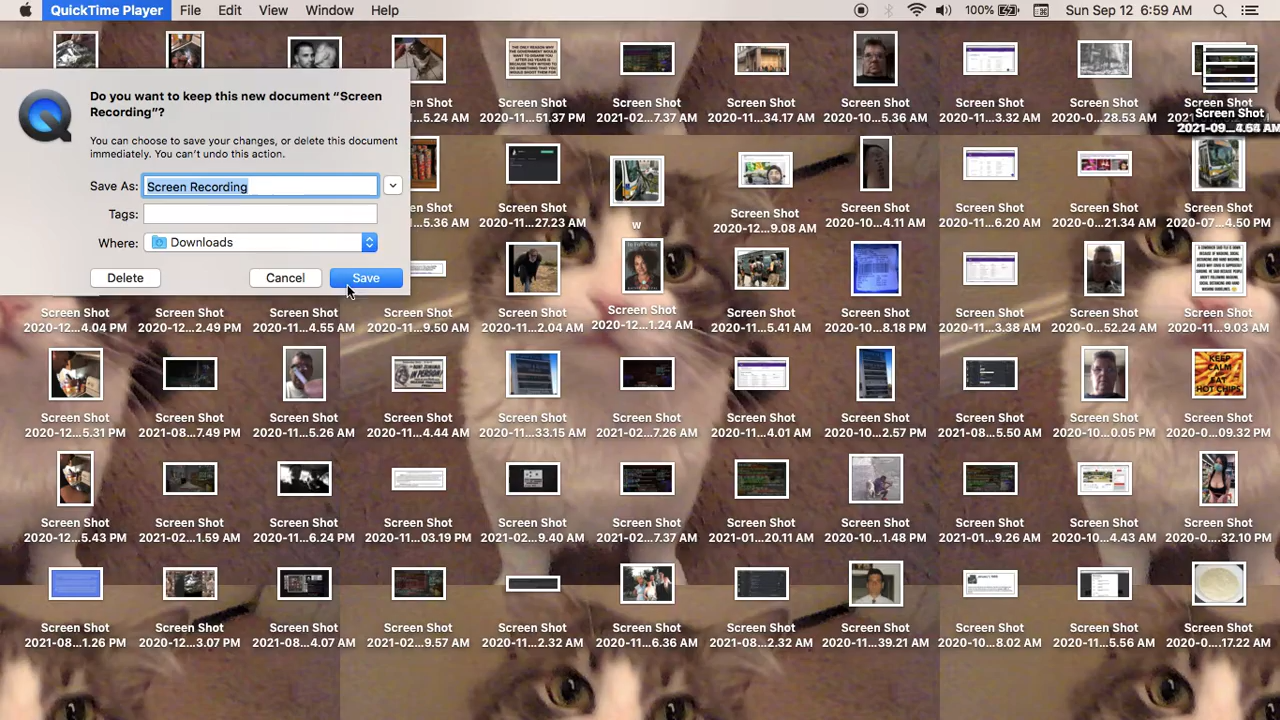 QuickTime Player File Edit View Window Help 100% Sun Sep 12 6:59 AM
Do you want to keep this new document “Screen
Recording”?
You can choose to save your changes, or delete this document
immediately. You can’t undo this action.
Save As: Screen Recording
Tags:
Where: Downloads
Delete Cancel Save
Shot Screen Shot Screen Shot Screen Shot Screen Shot Screen Shot Screen Shot Screen Shot
...5.24 AM 2020-11...51.37 PM 2021-02...7.37 AM 2020-11...34.17 AM 2020-10...5.36 AM 2020-11...3.32 AM 2020-0...28.53 AM
Screen Shot
2021-09...4.54 AM
Shot Screen Shot w Screen Shot Screen Shot Screen Shot Screen Shot Screen Shot
...5.36 AM 2020-11...27.23 AM 2020-12...9.08 AM 2020-10...4.11 AM 2020-11...6.20 AM 2020-0...21.34 AM 2020-07...4.50 PM
Screen Shot Screen Shot Screen Shot Screen Shot Screen Shot Screen Shot Screen Shot Screen Shot Screen Shot Screen Shot Screen Shot
2020-12...4.04 PM 2020-12...2.49 PM 2020-11...4.55 AM 2020-11...9.50 AM 2020-11...2.04 AM 2020-12...1.24 AM 2020-11...5.41 AM 2020-10...8.18 PM 2020-11...3.38 AM 2020-0...52.24 AM 2020-11...9.03 AM
KEEP
CALM
EAT
HOT CHIPS
Screen Shot Screen Shot Screen Shot Screen Shot Screen Shot Screen Shot Screen Shot Screen Shot Screen Shot Screen Shot Screen Shot
2020-12...5.31 PM 2021-08...7.49 PM 2020-11...5.26 AM 2020-11...4.44 AM 2020-11...33.15 AM 2021-02...7.26 AM 2020-11...4.01 AM 2020-10...2.57 PM 2021-08...5.50 AM 2020-10...0.05 PM 2020-0...09.32 PM
Screen Shot Screen Shot Screen Shot Screen Shot Screen Shot Screen Shot Screen Shot Screen Shot Screen Shot Screen Shot Screen Shot
2020-12...5.43 PM 2021-02...1.59 AM 2020-11...6.24 PM 2020-11...03.19 PM 2021-02...9.40 AM 2021-02...7.37 AM 2021-01...20.11 AM 2020-10...1.48 PM 2021-01...9.26 AM 2020-10...4.43 AM 2020-0....32.10 PM
Screen Shot Screen Shot Screen Shot Screen Shot Screen Shot Screen Shot Screen Shot Screen Shot Screen Shot Screen Shot Screen Shot
2021-08...1.26 PM 2020-12...3.07 PM 2021-08...4.07 AM 2021-02...9.57 AM 2020-11...2.32 AM 2020-11...6.36 AM 2021-08...2.32 AM 2020-11...39.21 AM 2020-10...8.02 AM 2020-11...5.56 AM 2020-0....17.22 AM